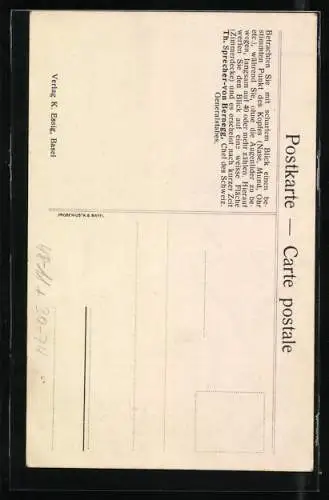 Postkarte — Carte postale
Betrachten Sie mit scharfem Blick einen be-
stimmten Punkt des Kopfes (Nase, Mund, Ohr
etc.), während Sie, ohne die Augenlider zu be-
wegen, langsam auf 40 oder mehr zählen. Hierauf
werfen Sie den Blick auf eine weisse Fläche
(Zimmerdecke) und es erscheint nach kurzer Zeit
Th. Sprecher-von Bernegg, Chef des Schweiz.
Generalstabes.
Verlag K. Essig, Basel